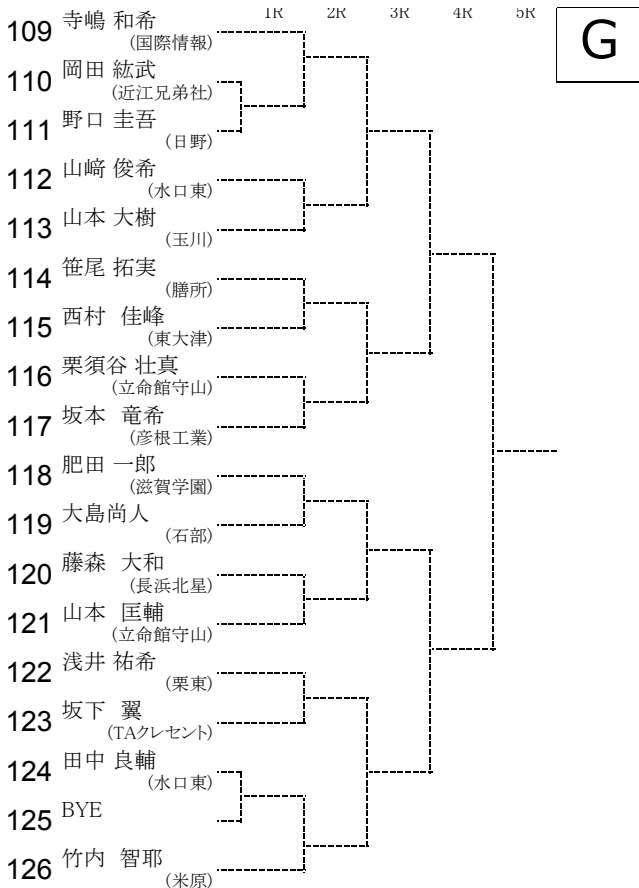 1R 2R 3R 4R 5R
G
109 寺嶋 和希
(国際情報)
110 岡田 紘武
(近江兄弟社)
111 野口 圭吾
(日野)
112 山﨑 俊希
(水口東)
113 山本 大樹
(玉川)
114 笹尾 拓実
(膳所)
115 西村 佳峰
(東大津)
116 栗須谷 壮真
(立命館守山)
117 坂本 竜希
(彦根工業)
118 肥田 一郎
(滋賀学園)
119 大島尚人
(石部)
120 藤森 大和
(長浜北星)
121 山本 匡輔
(立命館守山)
122 浅井 祐希
(栗東)
123 坂下 翼
(TAクレセント)
124 田中 良輔
(水口東)
125 BYE
126 竹内 智耶
(米原)